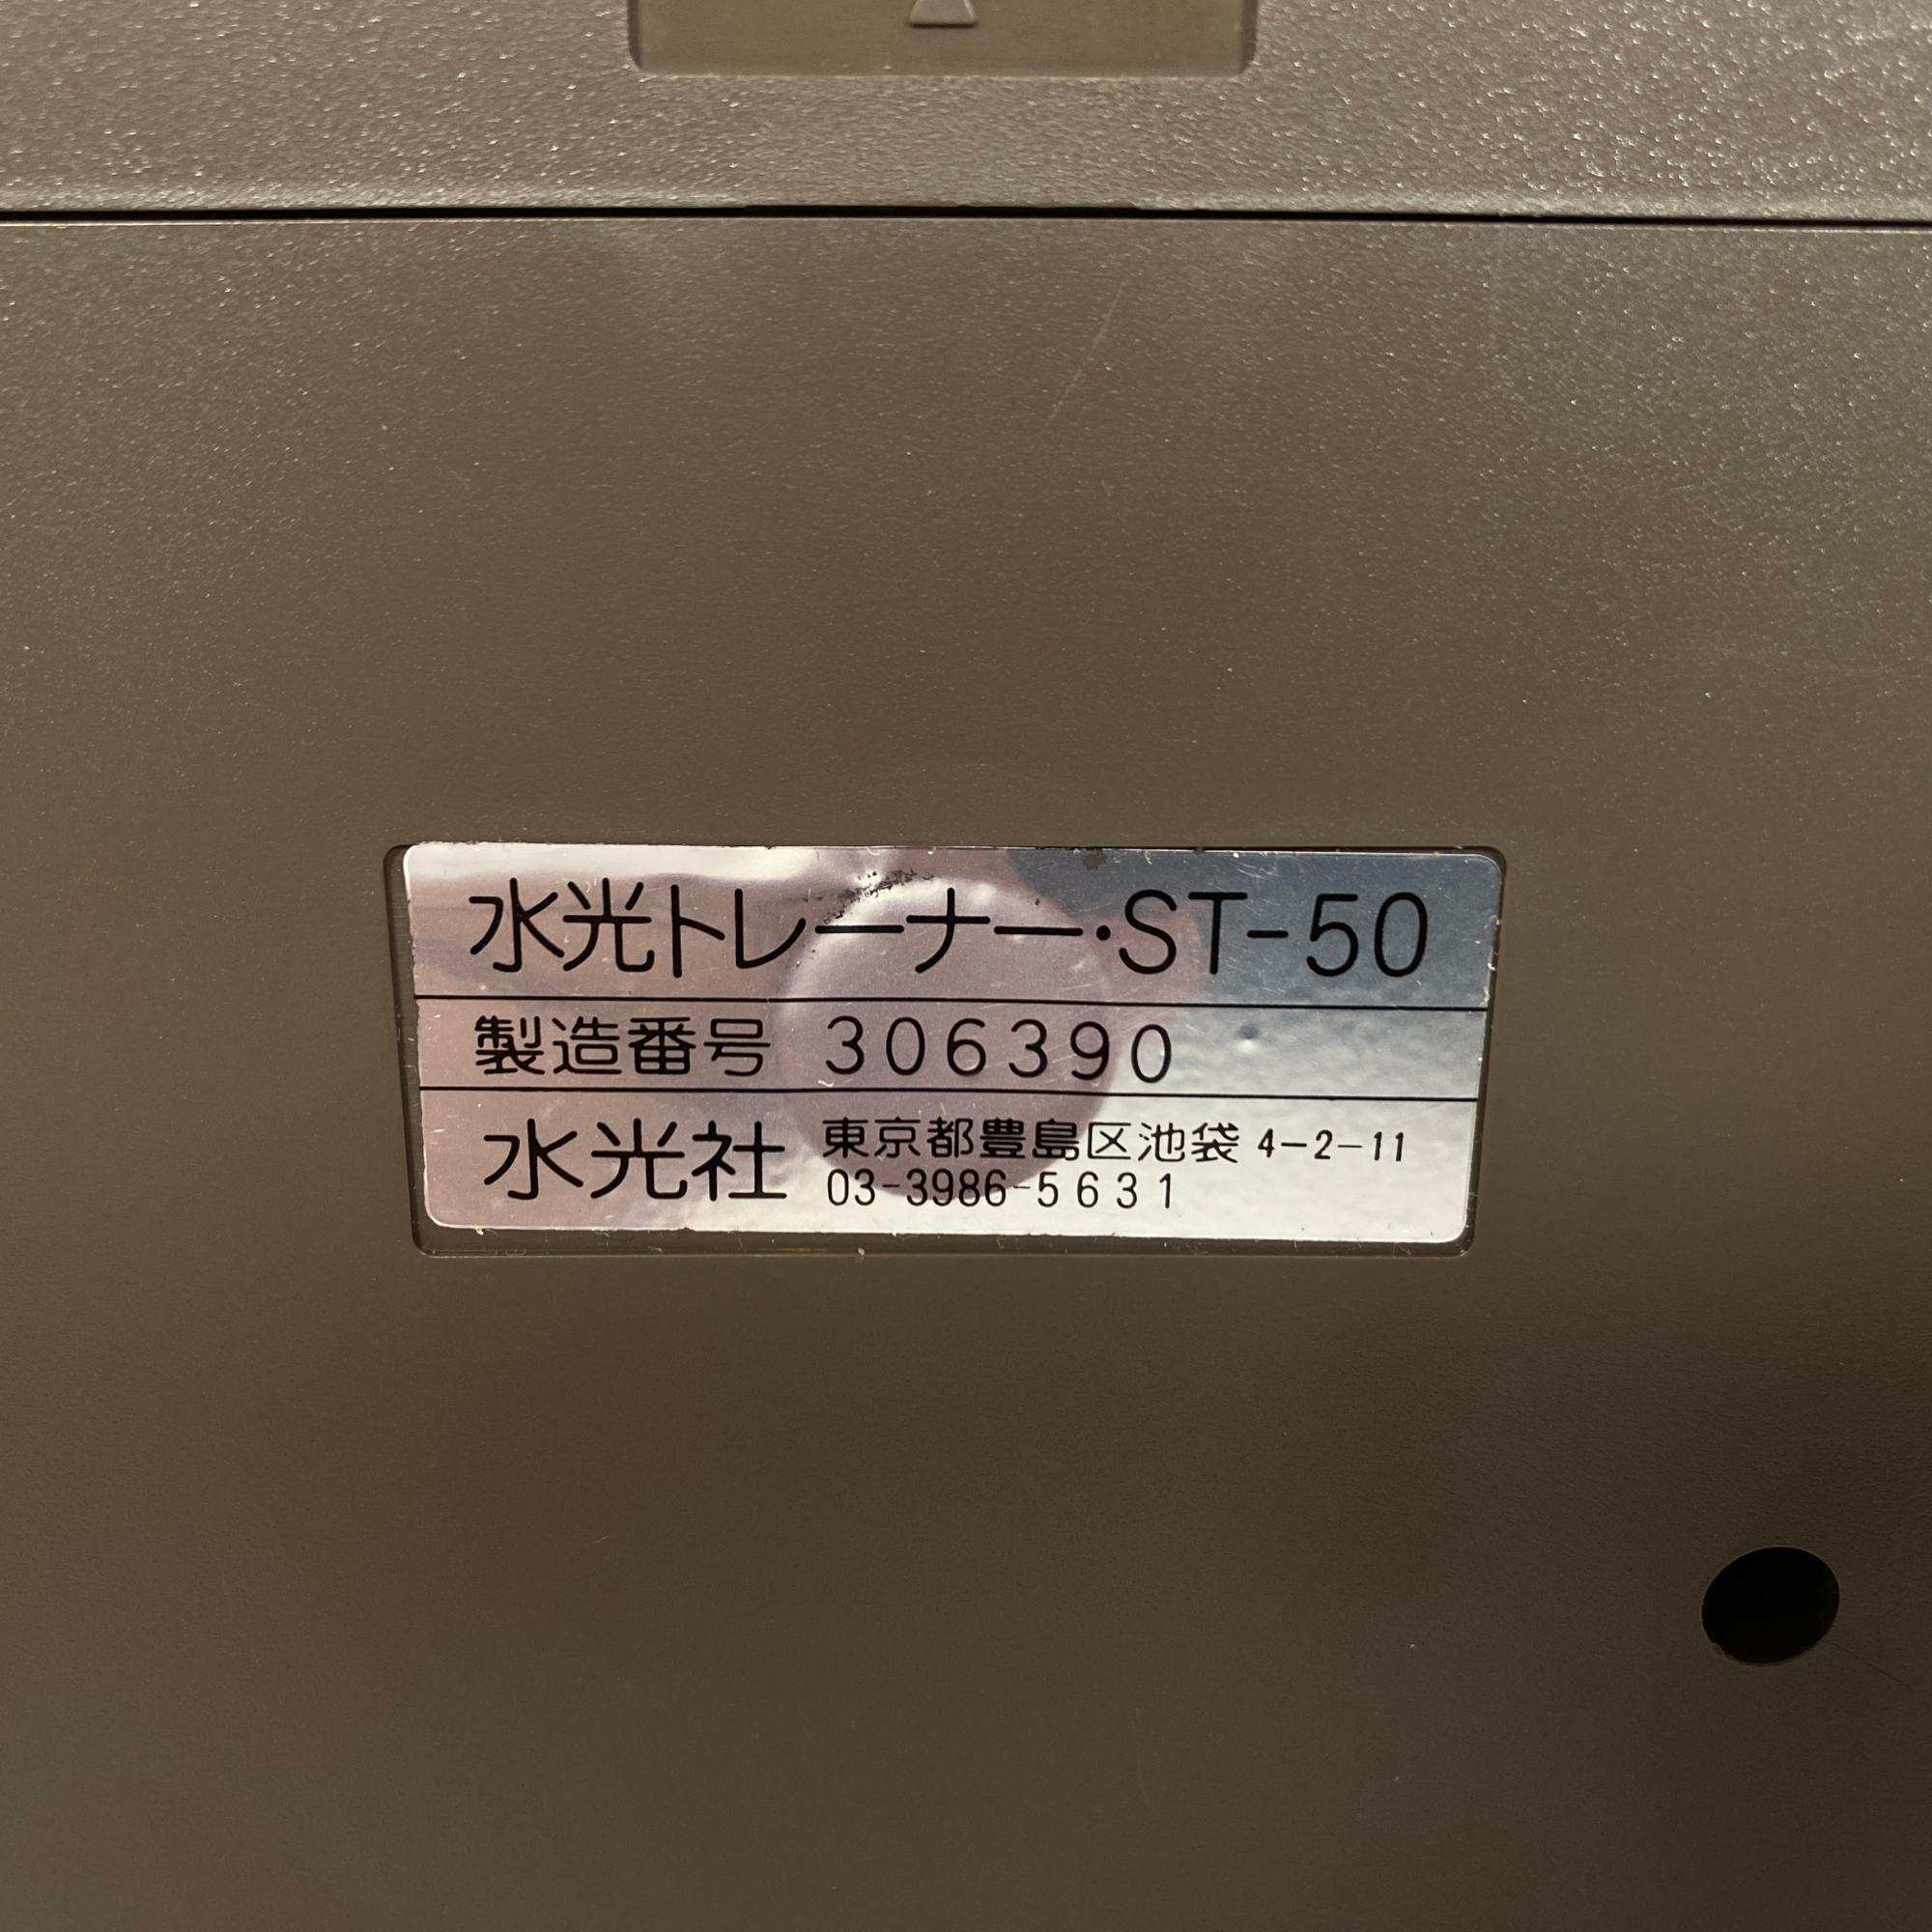 水光トレーナー・ST-50
製造番号 306390
水光社 東京都豊島区池袋 4-2-11
03-3986-5631